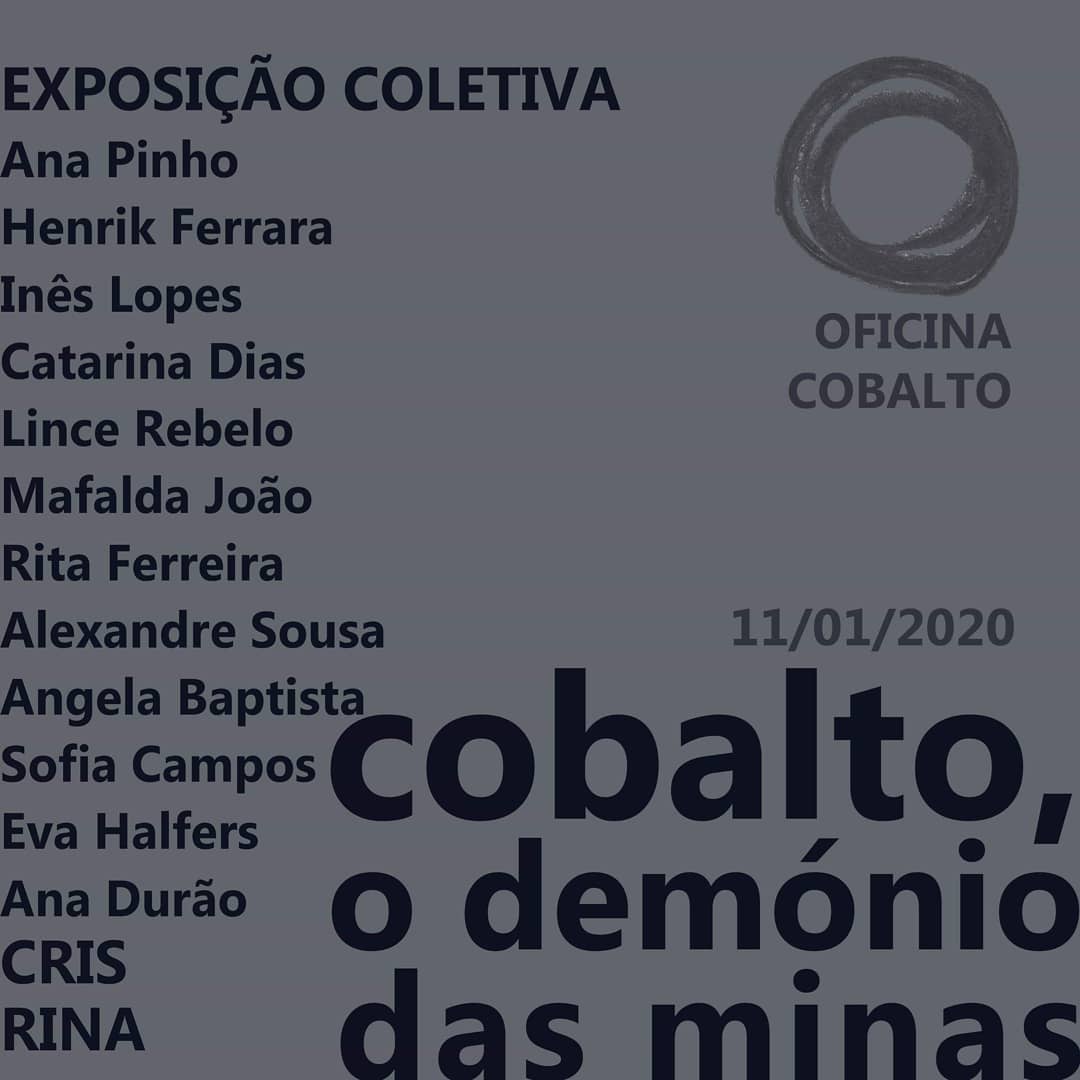 EXPOSIÇÃO COLETIVA
Ana Pinho
Henrik Ferrara
Inês Lopes
Catarina Dias
Lince Rebelo
Mafalda João
Rita Ferreira
Alexandre Sousa
Angela Baptista
Sofia Campos
Eva Halfers
Ana Durão
CRIS
RINA
OFICINA
COBALTO
11/01/2020
cobalto,
o demónio
das minas